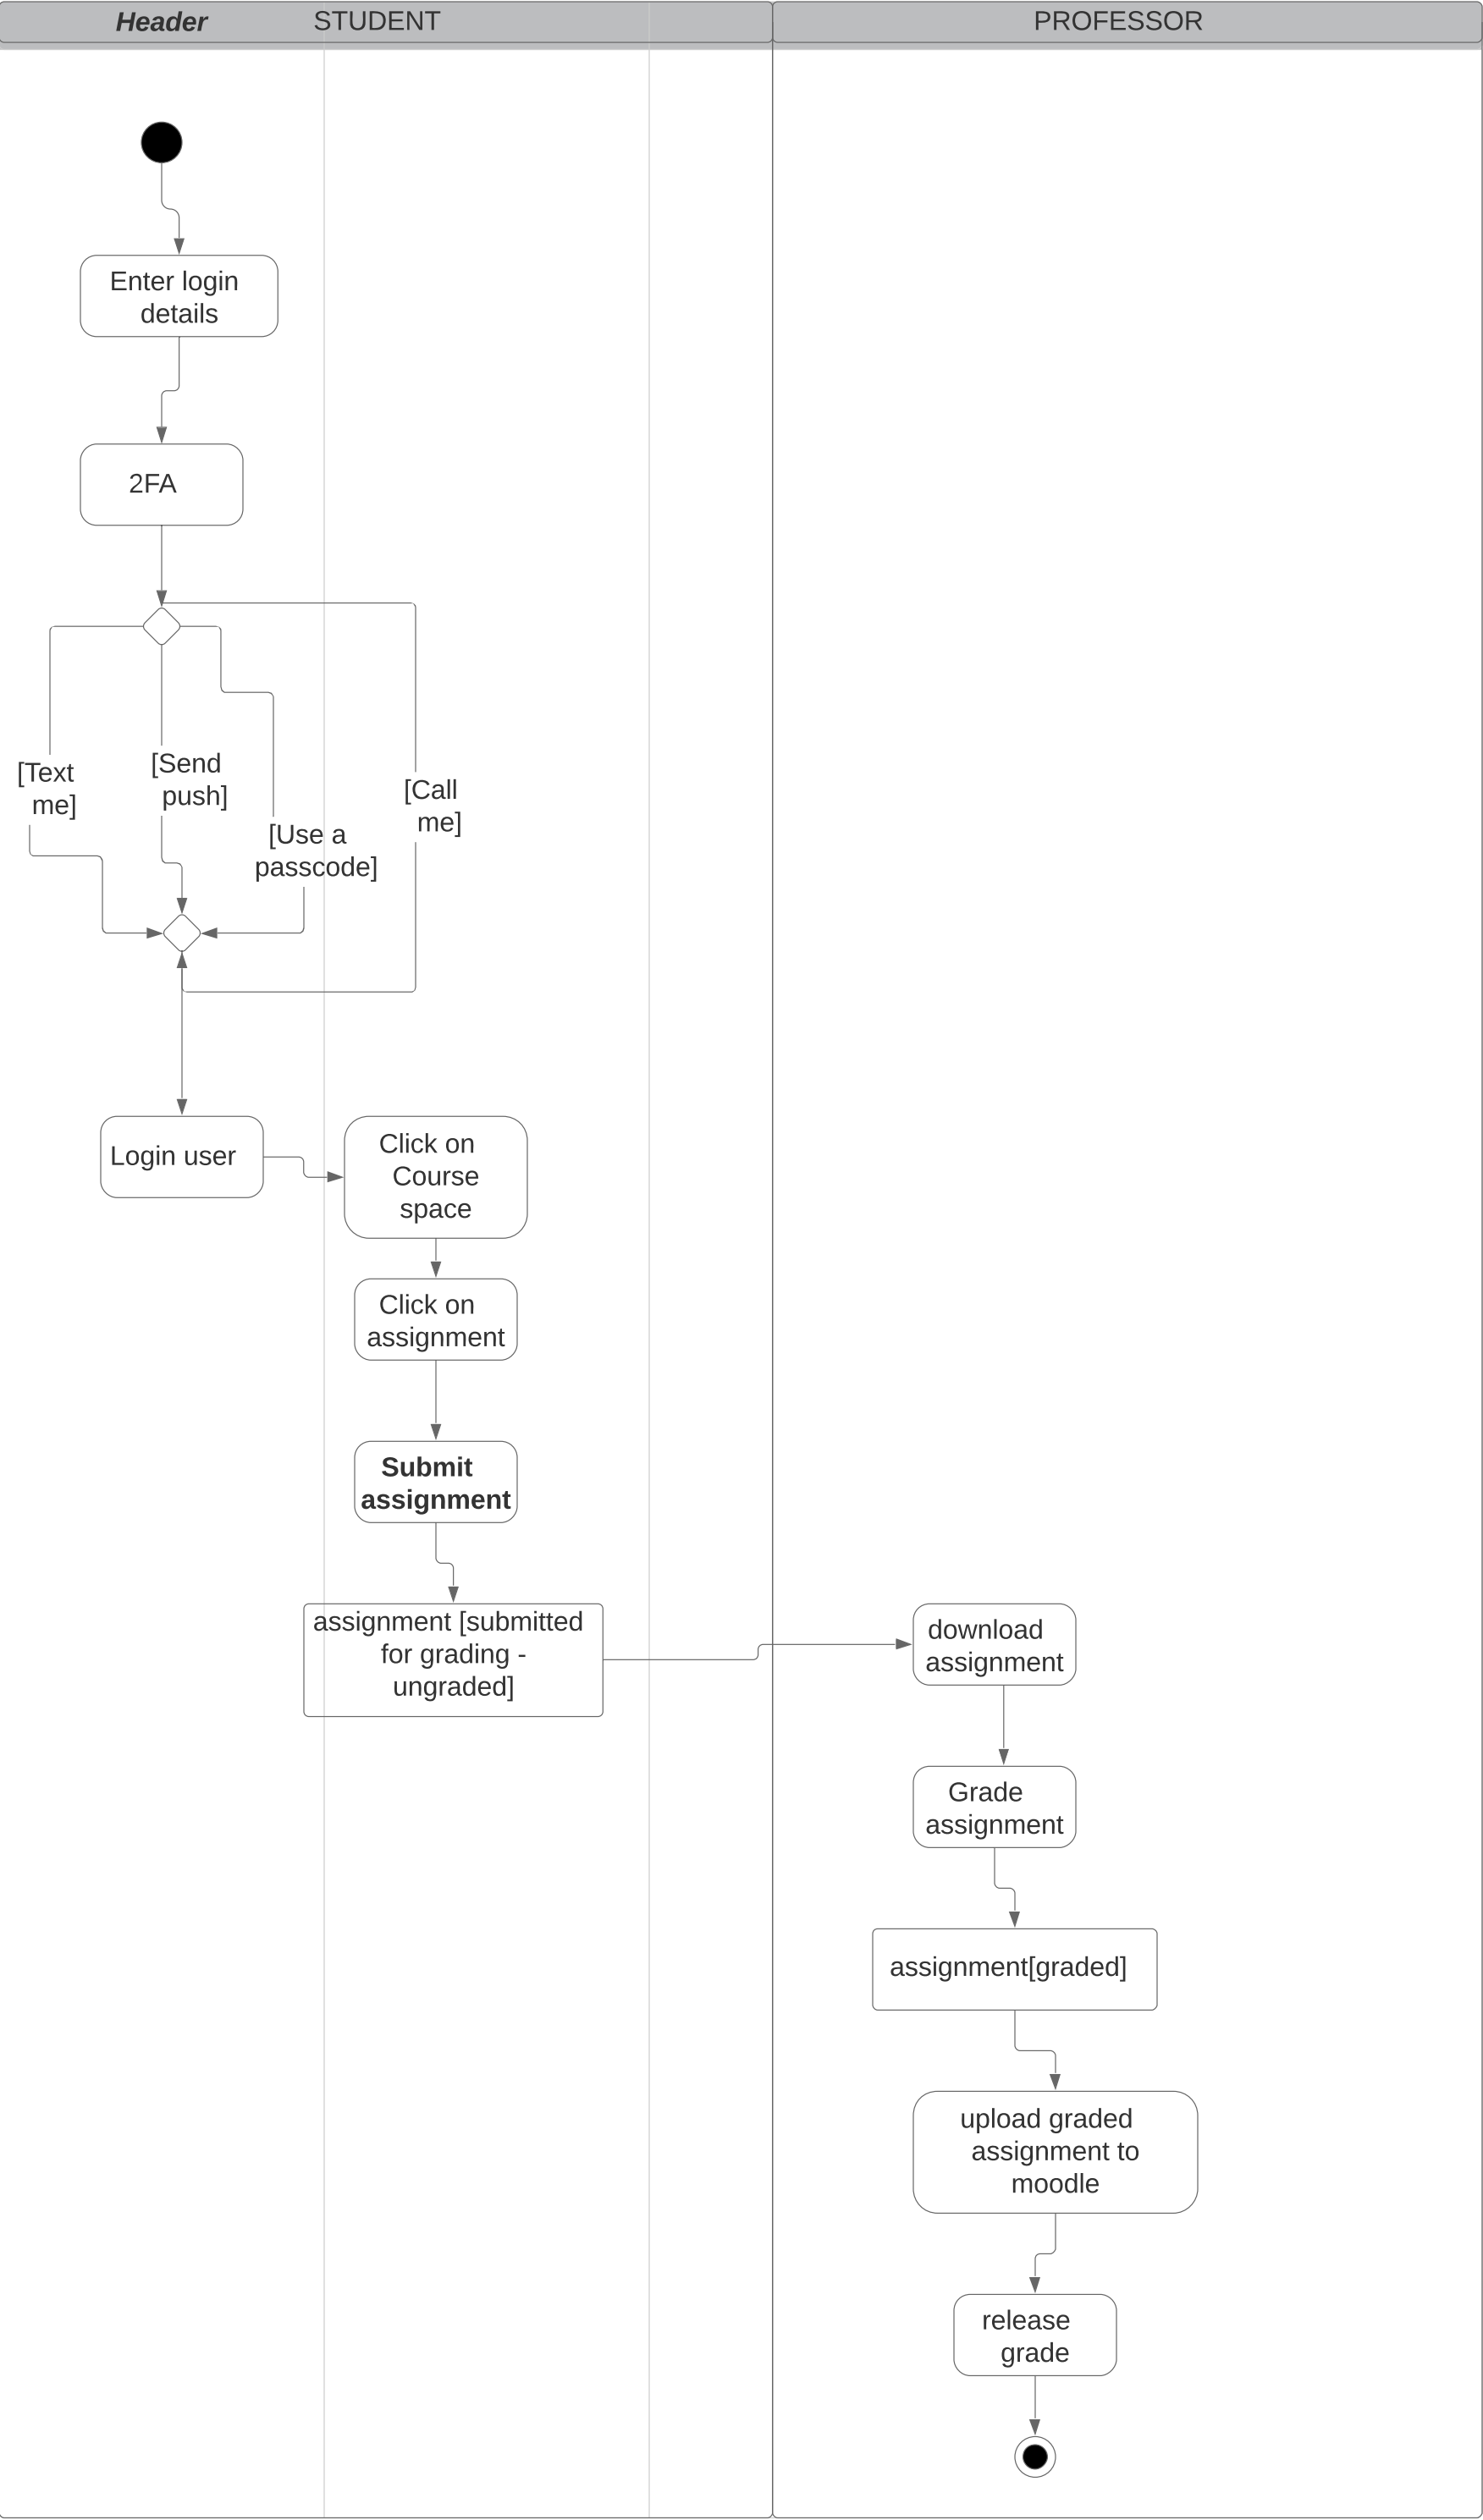 Header
STUDENT
PROFESSOR
Enter login
details
2FA
[Text
me]
[Send
push]
[Use a
passcode]
[Call
me]
Login user
Click on
Course
space
Click on
assignment
Submit
assignment
assignment [submitted
for grading -
ungraded]
download
assignment
Grade
assignment
assignment[graded]
upload graded
assignment to
moodle
release
grade